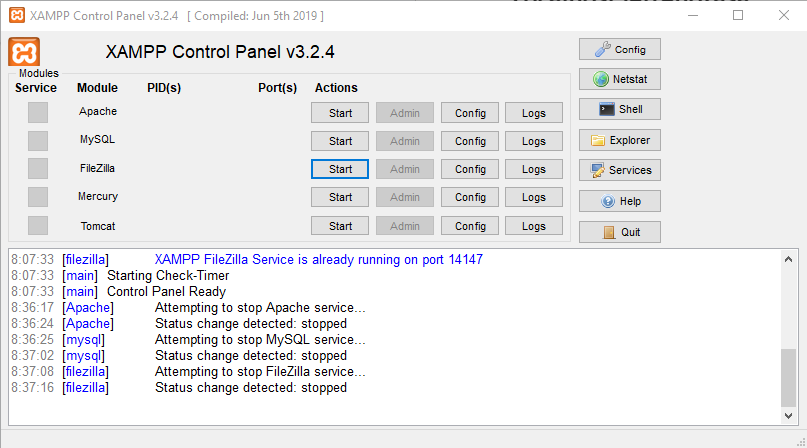 XAMPP Control Panel v3.2.4 [ Compiled: Jun 5th 2019 ]
XAMPP Control Panel v3.2.4
Config
Modules
Service Module PID(s) Port(s) Actions
Netstat
Apache Start Admin Config Logs
Shell
MySQL Start Admin Config Logs
Explorer
FileZilla Start Admin Config Logs
Services
Mercury Start Admin Config Logs
Help
Tomcat Start Admin Config Logs
Quit
8:07:33 [filezilla] XAMPP FileZilla Service is already running on port 14147
8:07:33 [main] Starting Check-Timer
8:07:33 [main] Control Panel Ready
8:36:17 [Apache] Attempting to stop Apache service...
8:36:24 [Apache] Status change detected: stopped
8:36:25 [mysql] Attempting to stop MySQL service...
8:37:02 [mysql] Status change detected: stopped
8:37:08 [filezilla] Attempting to stop FileZilla service...
8:37:16 [filezilla] Status change detected: stopped